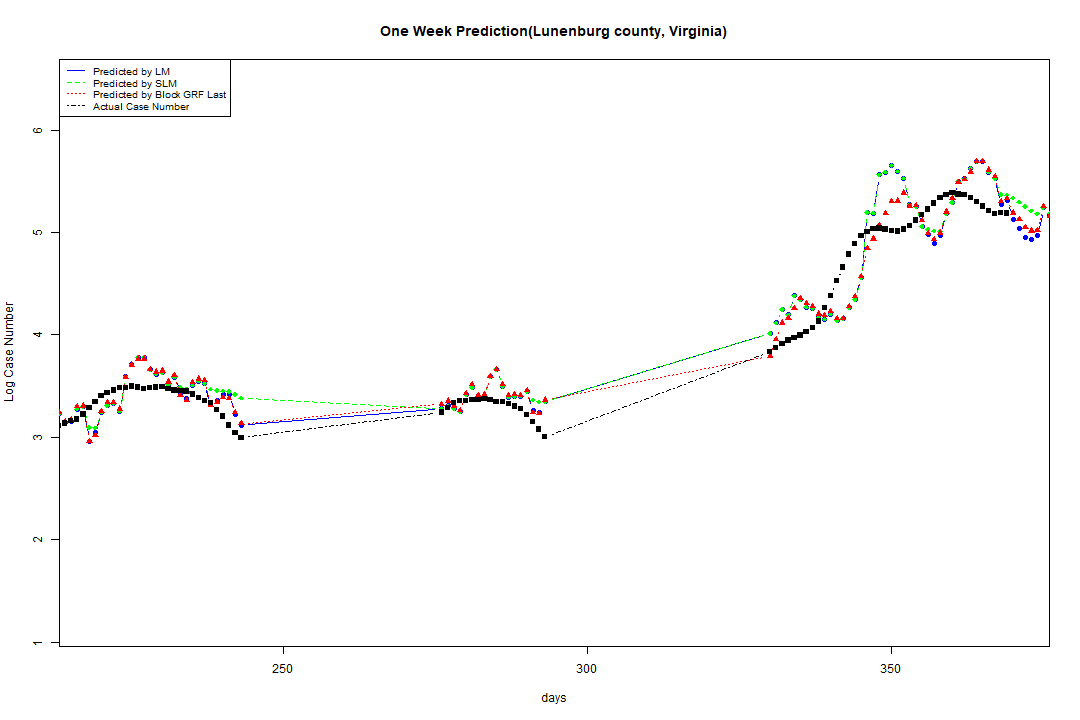 One Week Prediction(Lunenburg county, Virginia)
Predicted by LM
Predicted by SLM
Predicted by Block GRF Last
Actual Case Number
6
5
4
3
2
1
Log Case Number
250 300 350
days